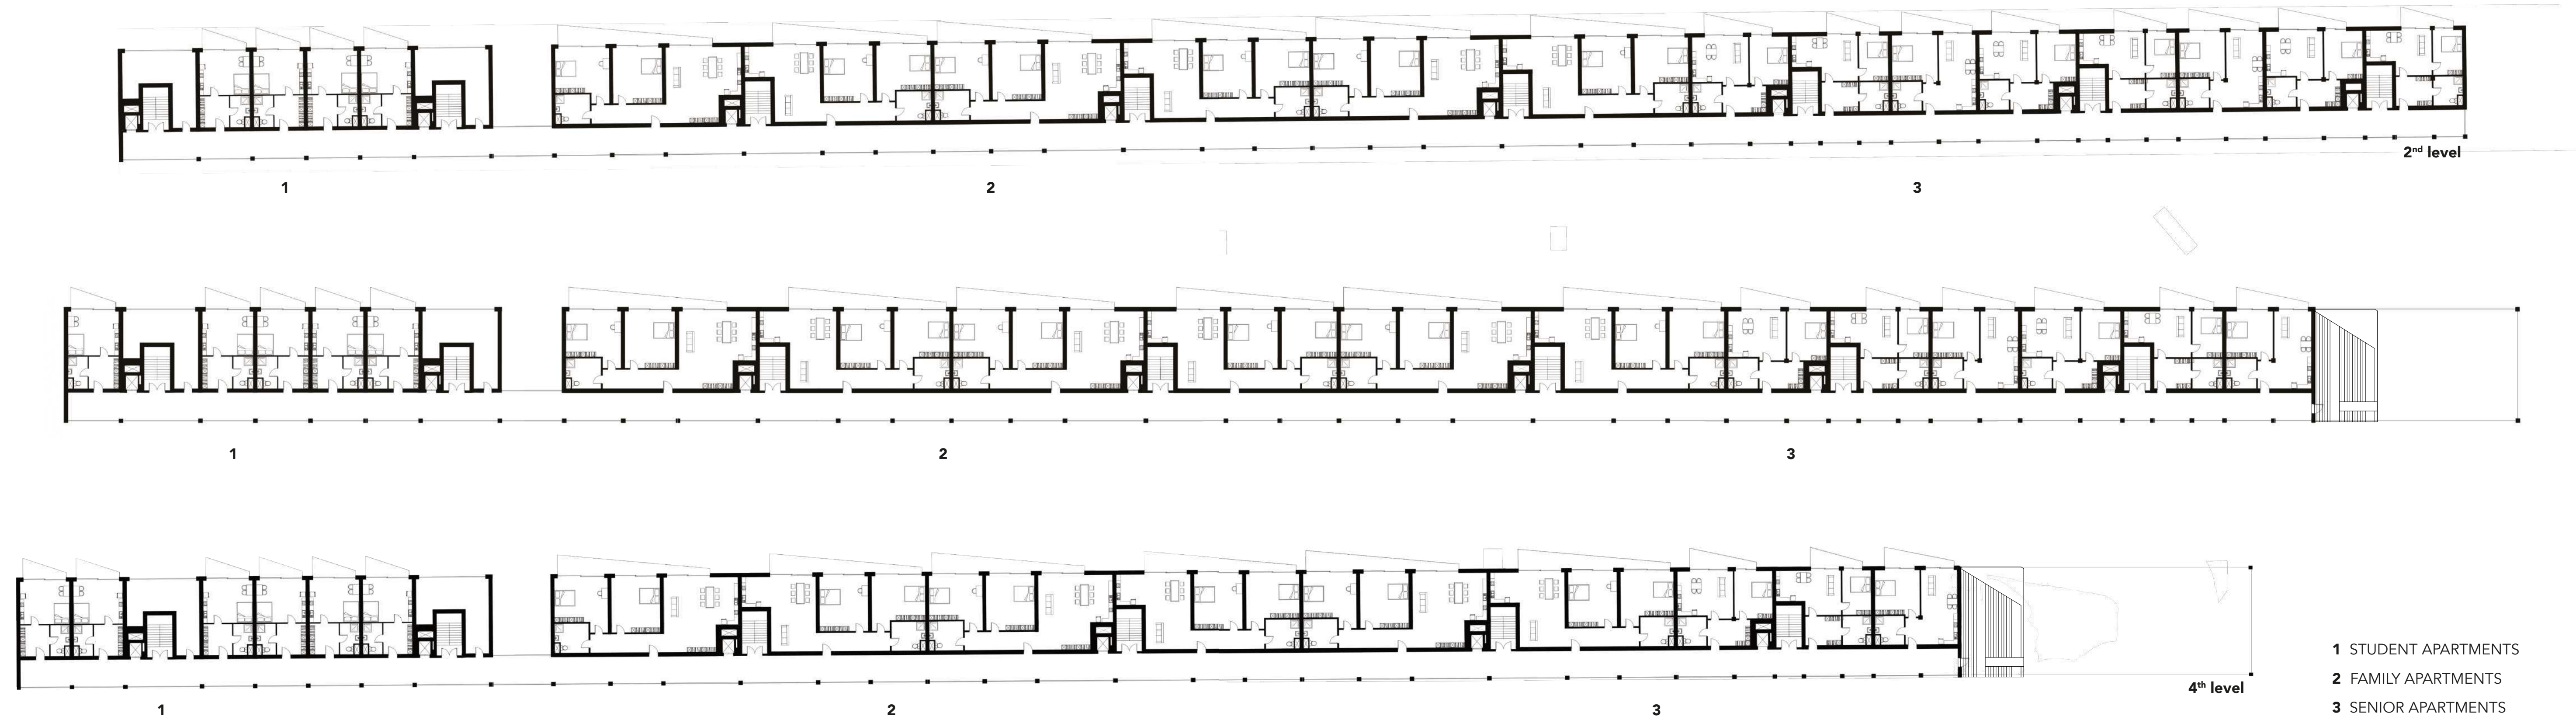 2nd level
1 2 3
1 2 3
4th level
1 2 3
1 STUDENT APARTMENTS
2 FAMILY APARTMENTS
3 SENIOR APARTMENTS